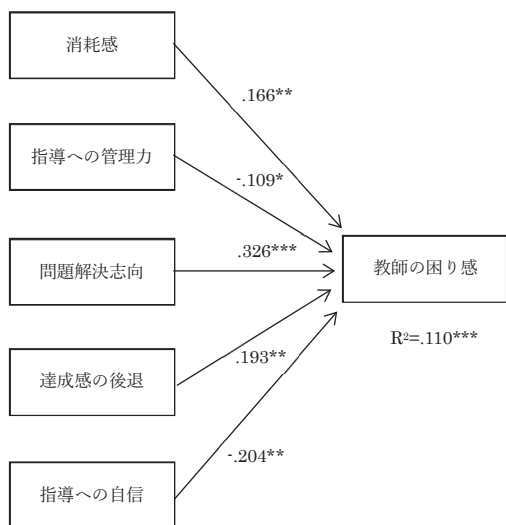 消耗感
.166**
指導への管理力
-.109*
問題解決志向
.326***
教師の困り感
R²=.110***
達成感の後退
.193**
指導への自信
-.204**